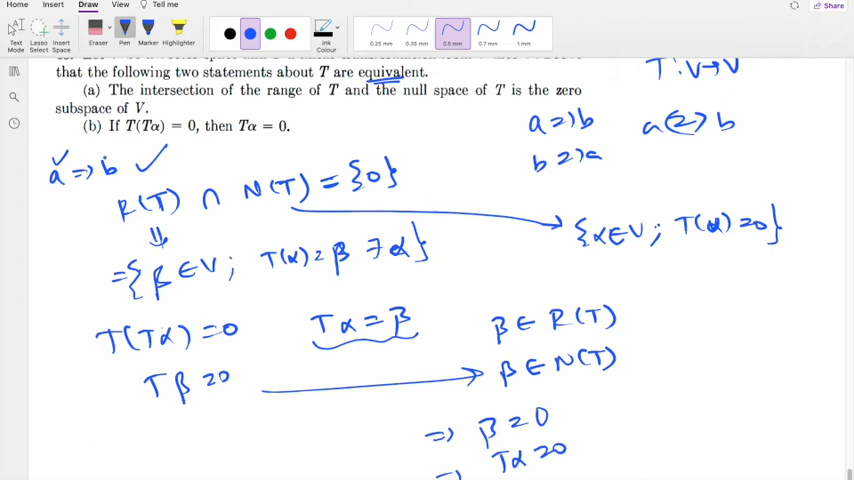 Home Insert Draw View Tell me Share
Text Mode Lasso Select Insert Space Eraser Pen Marker Highlighter Ink Colour 0.25 mm 0.35 mm 0.5 mm 0.7 mm 1 mm
that the following two statements about T are equivalent.
(a) The intersection of the range of T and the null space of T is the zero
subspace of V.
(b) If T(Tα) = 0, then Tα = 0.
T : V → V
a => b
a <=> b
b => a
a => b
R(T) ∩ N(T) = {0}
{α ∈ V ; T(α) = 0}
= {β ∈ V ; T(α) = β ∃ α}
T(Tα) = 0
Tα = β
β ∈ R(T)
Tβ = 0
β ∈ N(T)
=> β = 0
=> Tα = 0